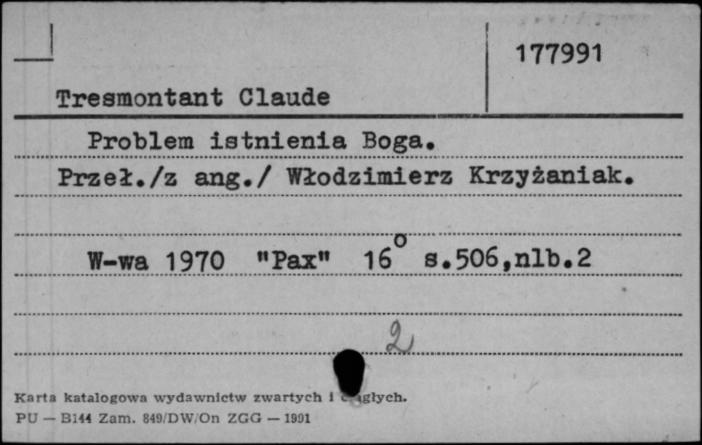 177991
Tresmontant Claude
Problem istnienia Boga.
Przeł./z ang./ Włodzimierz Krzyżaniak.
W-wa 1970 "Pax" 16° s.506,nlb.2
2
Karta katalogowa wydawnictw zwartych i ciągłych.
PU — B144 Zam. 849/DW/On ZGG — 1991